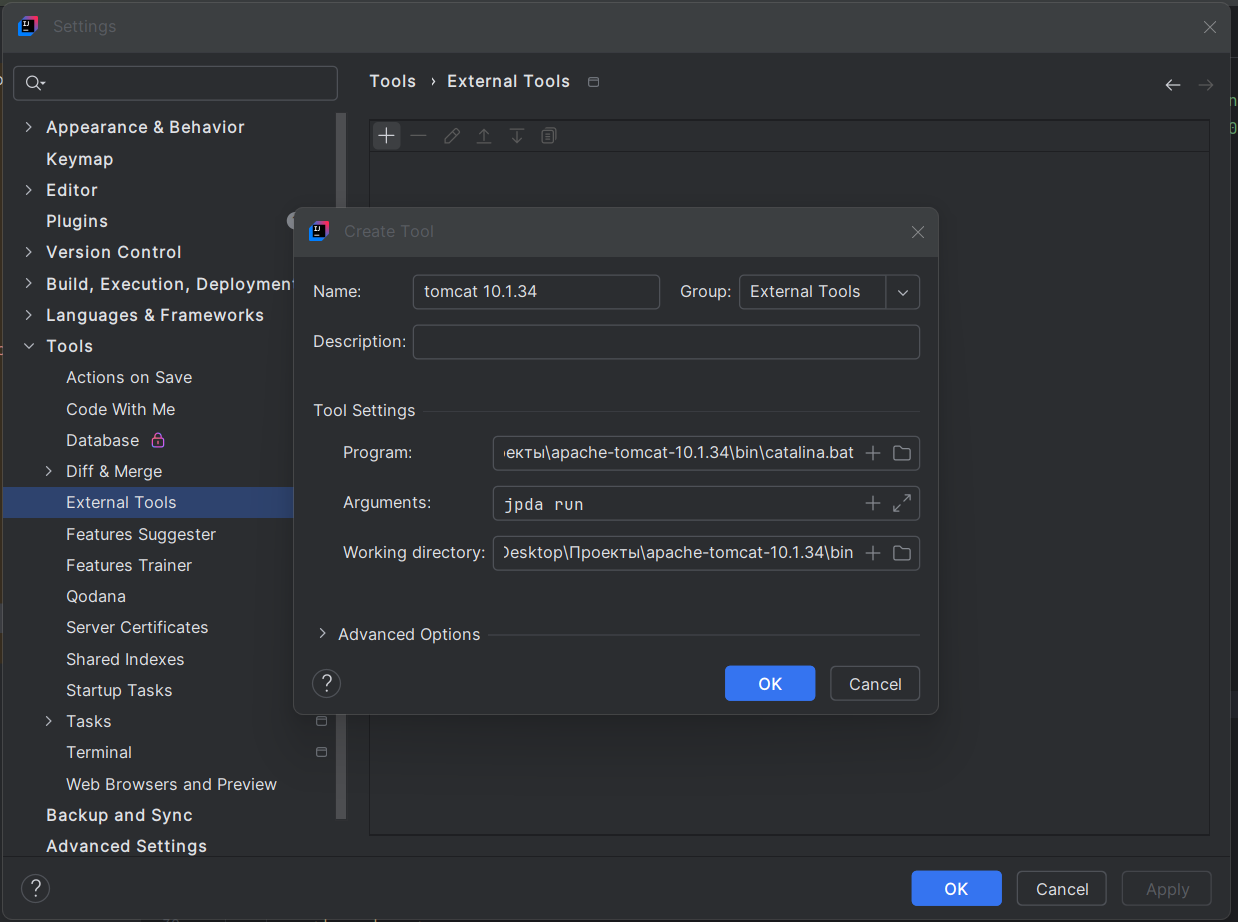 Settings
Tools › External Tools
Appearance & Behavior
Keymap
Editor
Plugins
Version Control
Build, Execution, Deployment
Languages & Frameworks
Tools
Actions on Save
Code With Me
Database
Diff & Merge
External Tools
Features Suggester
Features Trainer
Qodana
Server Certificates
Shared Indexes
Startup Tasks
Tasks
Terminal
Web Browsers and Preview
Backup and Sync
Advanced Settings
Create Tool
Name: tomcat 10.1.34 Group: External Tools
Description:
Tool Settings
Program: екты\apache-tomcat-10.1.34\bin\catalina.bat
Arguments: jpda run
Working directory: Desktop\Проекты\apache-tomcat-10.1.34\bin
Advanced Options
? OK Cancel
? OK Cancel Apply